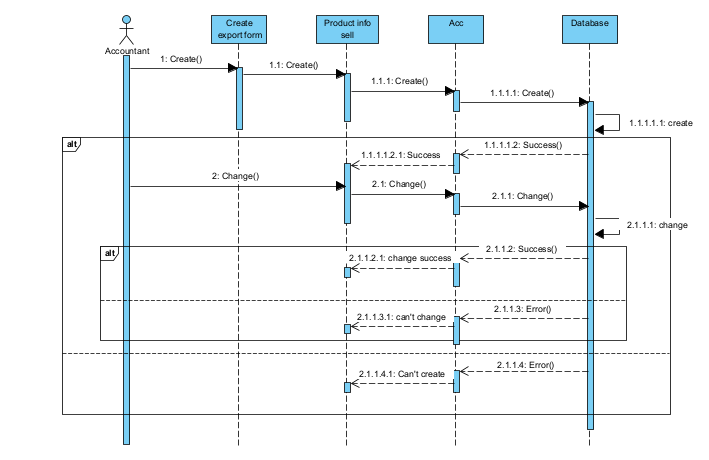 Create
export form
Product info
sell
Acc
Database
Accountant
1: Create()
1.1: Create()
1.1.1: Create()
1.1.1.1: Create()
1.1.1.1.1: create
alt
1.1.1.1.2: Success()
1.1.1.1.2.1: Success
2: Change()
2.1: Change()
2.1.1: Change()
2.1.1.1: change
alt
2.1.1.2: Success()
2.1.1.2.1: change success
2.1.1.3: Error()
2.1.1.3.1: can't change
2.1.1.4: Error()
2.1.1.4.1: Can't create